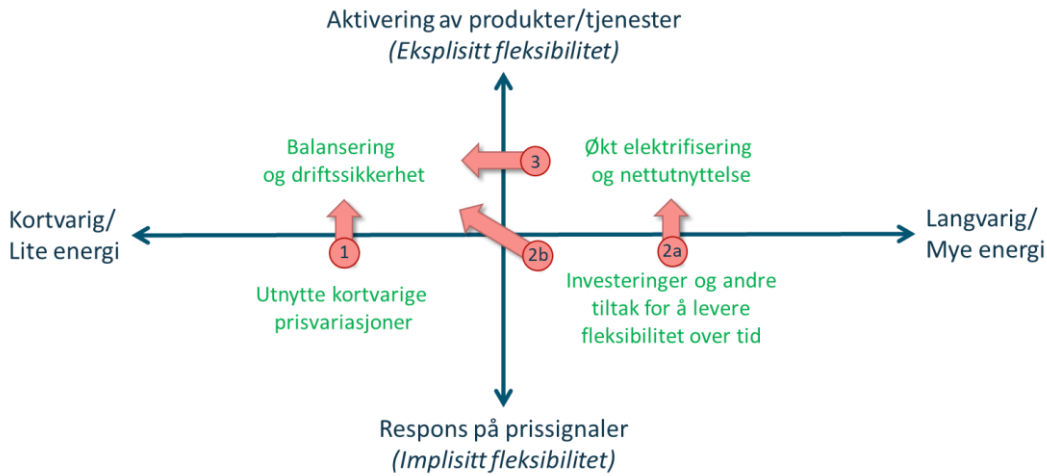 Aktivering av produkter/tjenester
(Eksplisitt fleksibilitet)
Balansering
og driftssikkerhet
3
Økt elektrifisering
og nettutnyttelse
Kortvarig/
Lite energi
1
2b
2a
Langvarig/
Mye energi
Utnytte kortvarige
prisvariasjoner
Investeringer og andre
tiltak for å levere
fleksibilitet over tid
Respons på prissignaler
(Implisitt fleksibilitet)